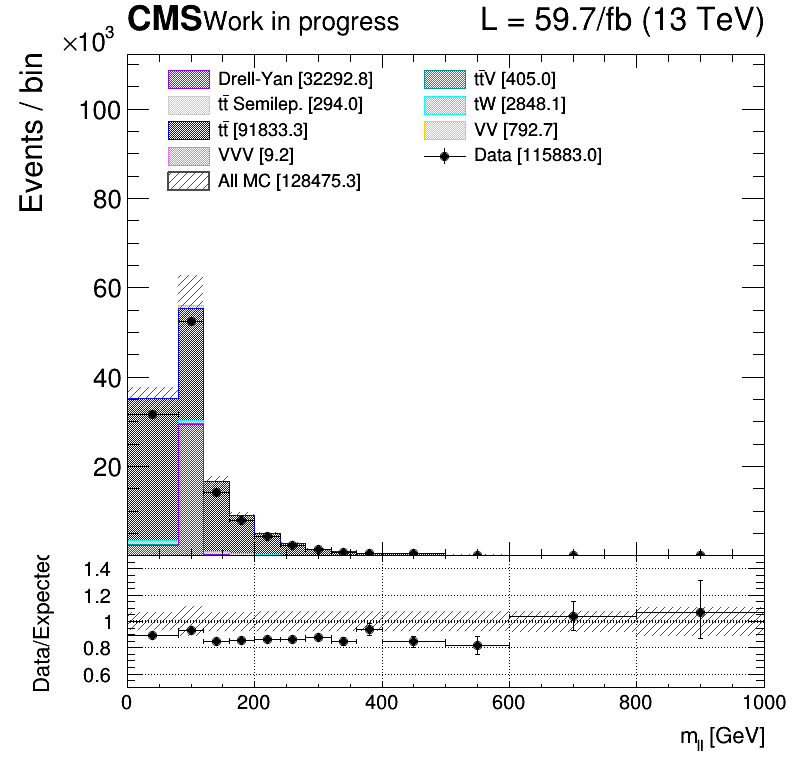 CMS Work in progress L = 59.7/fb (13 TeV)
×10³
Events / bin
Drell-Yan [32292.8]
tt̄ Semilep. [294.0]
tt̄ [91833.3]
VVV [9.2]
All MC [128475.3]
tt̄V [405.0]
tW [2848.1]
VV [792.7]
Data [115883.0]
100
80
60
40
20
Data/Expected
1.4
1.2
1
0.8
0.6
0 200 400 600 800 1000
m_ll [GeV]